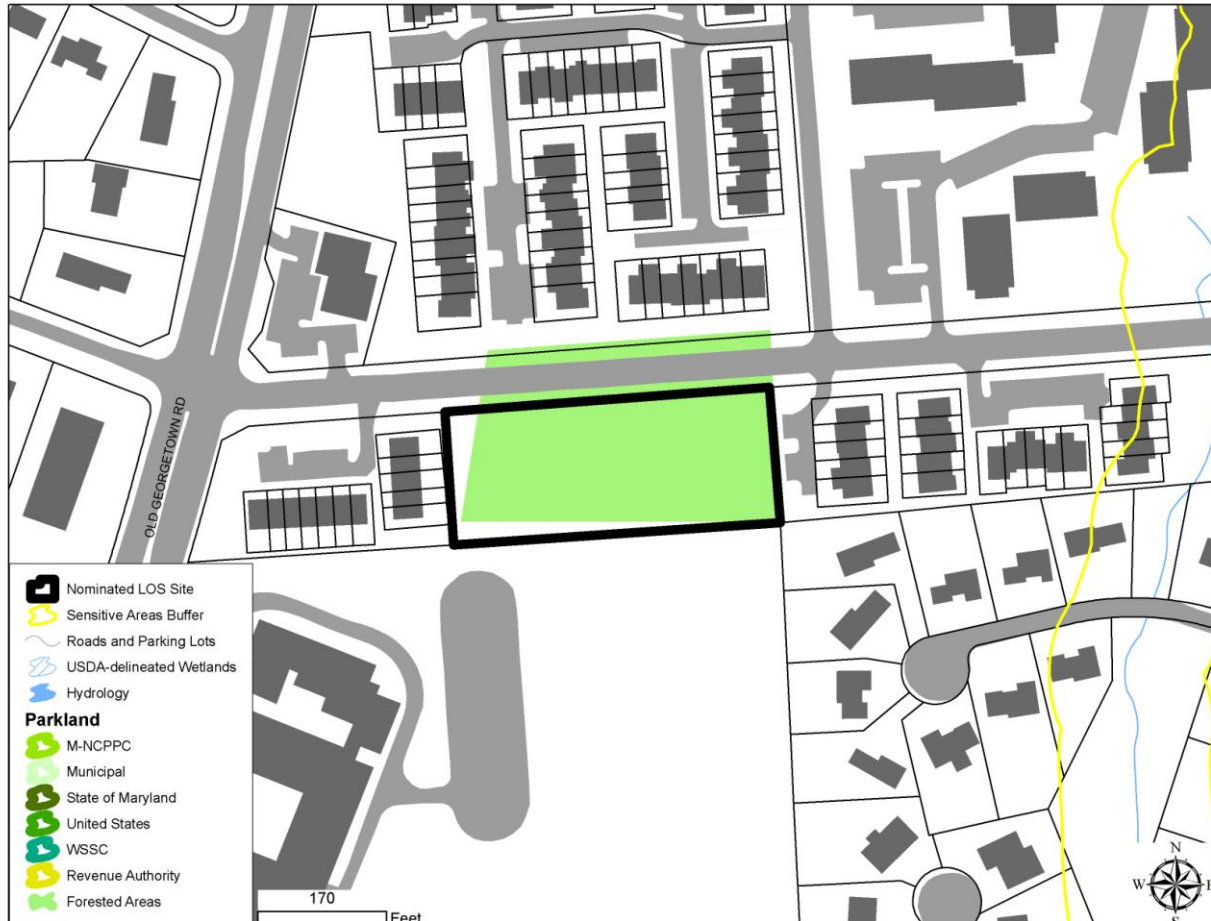 OLD GEORGETOWN RD
Nominated LOS Site
Sensitive Areas Buffer
Roads and Parking Lots
USDA-delineated Wetlands
Hydrology
Parkland
M-NCPPC
Municipal
State of Maryland
United States
WSSC
Revenue Authority
Forested Areas
170
Feet
N
W
E
S